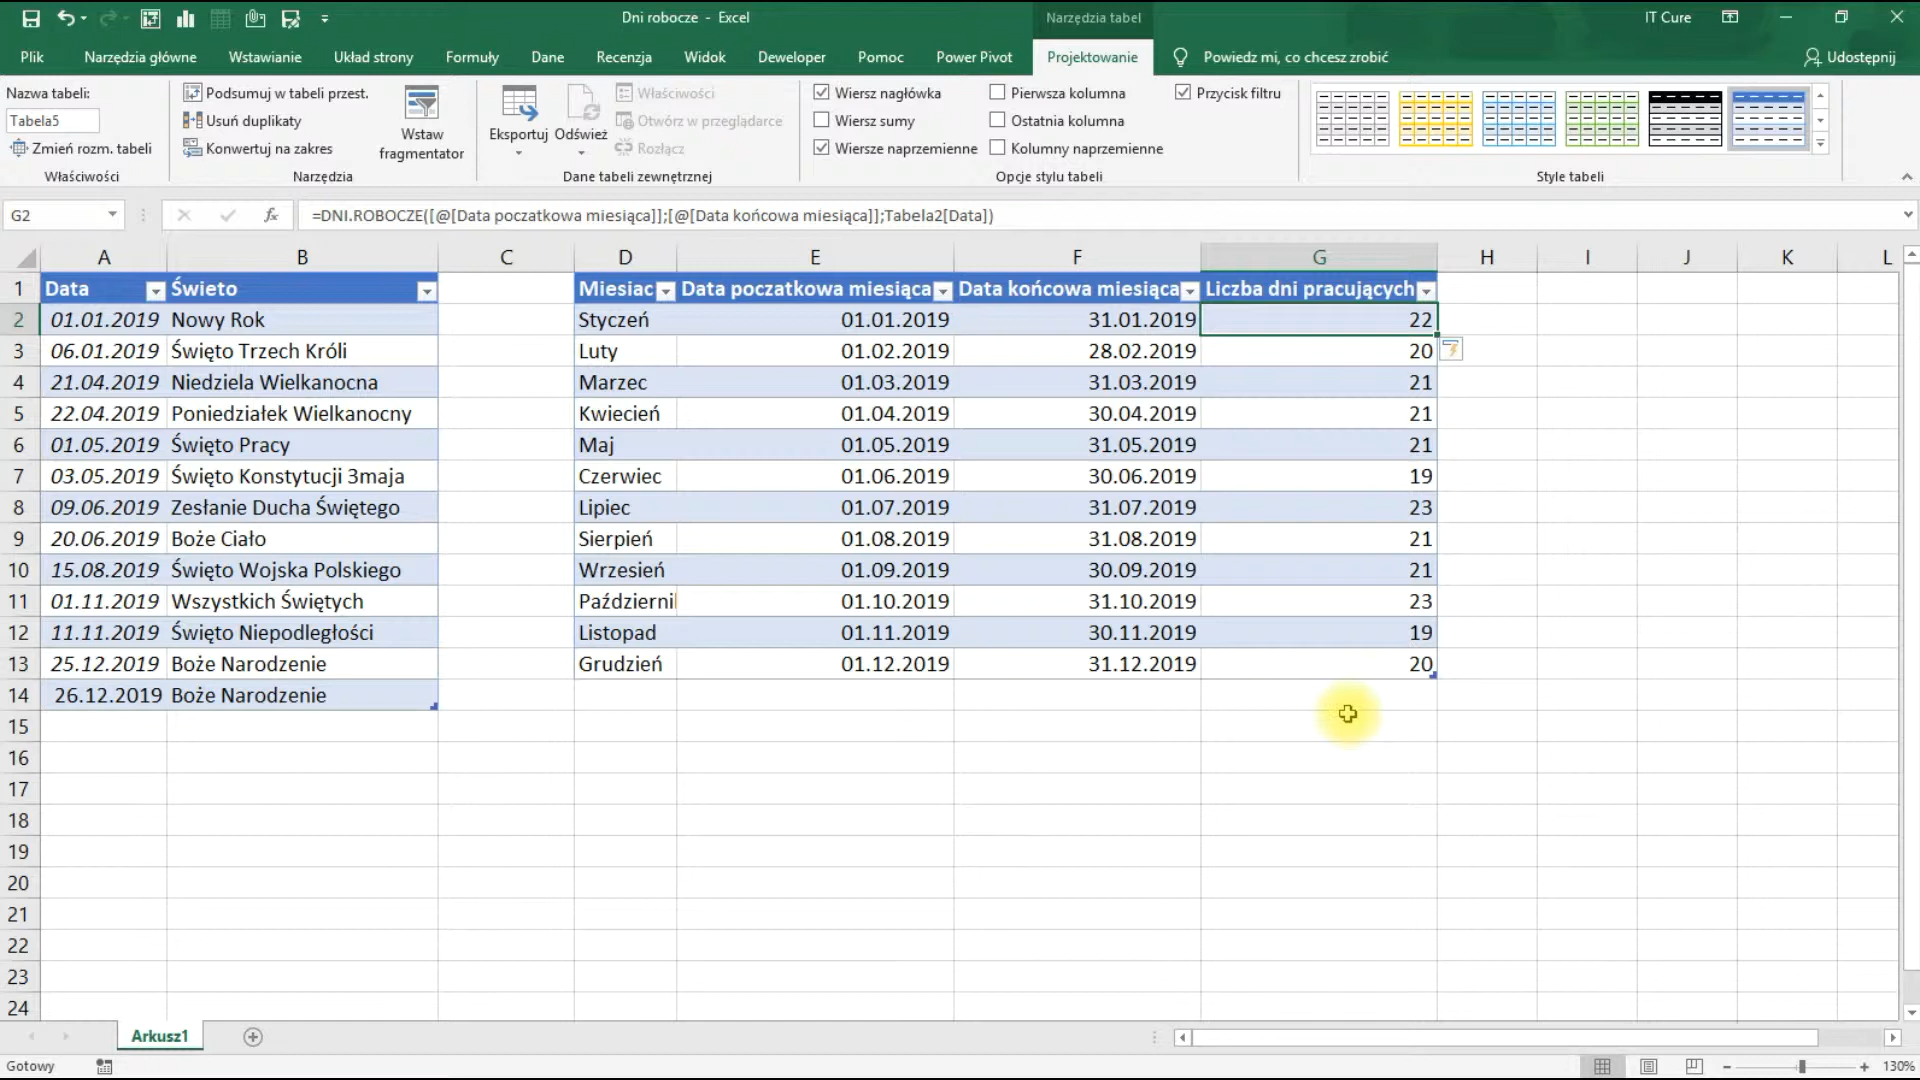 Dni robocze - Excel
Narzędzia tabel
IT Cure
Plik
Narzędzia główne
Wstawianie
Układ strony
Formuły
Dane
Recenzja
Widok
Deweloper
Pomoc
Power Pivot
Projektowanie
Powiedz mi, co chcesz zrobić
Udostępnij
Nazwa tabeli:
Tabela5
Zmień rozm. tabeli
Właściwości
Podsumuj w tabeli przest.
Usuń duplikaty
Konwertuj na zakres
Wstaw
fragmentator
Narzędzia
Eksportuj
Odśwież
Właściwości
Otwórz w przeglądarce
Rozłącz
Dane tabeli zewnętrznej
Wiersz nagłówka
Wiersz sumy
Wiersze naprzemienne
Pierwsza kolumna
Ostatnia kolumna
Kolumny naprzemienne
Przycisk filtru
Opcje stylu tabeli
Style tabeli
G2
fx
=DNI.ROBOCZE([@[Data poczatkowa miesiąca]];[@[Data końcowa miesiąca]];Tabela2[Data])
A B C D E F G H I J K L
1 Data Świeto Miesiac Data poczatkowa miesiąca Data końcowa miesiąca Liczba dni pracujących
2 01.01.2019 Nowy Rok Styczeń 01.01.2019 31.01.2019 22
3 06.01.2019 Święto Trzech Króli Luty 01.02.2019 28.02.2019 20
4 21.04.2019 Niedziela Wielkanocna Marzec 01.03.2019 31.03.2019 21
5 22.04.2019 Poniedziałek Wielkanocny Kwiecień 01.04.2019 30.04.2019 21
6 01.05.2019 Święto Pracy Maj 01.05.2019 31.05.2019 21
7 03.05.2019 Święto Konstytucji 3maja Czerwiec 01.06.2019 30.06.2019 19
8 09.06.2019 Zesłanie Ducha Świętego Lipiec 01.07.2019 31.07.2019 23
9 20.06.2019 Boże Ciało Sierpień 01.08.2019 31.08.2019 21
10 15.08.2019 Święto Wojska Polskiego Wrzesień 01.09.2019 30.09.2019 21
11 01.11.2019 Wszystkich Świętych Październi 01.10.2019 31.10.2019 23
12 11.11.2019 Święto Niepodległości Listopad 01.11.2019 30.11.2019 19
13 25.12.2019 Boże Narodzenie Grudzień 01.12.2019 31.12.2019 20
14 26.12.2019 Boże Narodzenie
15
16
17
18
19
20
21
22
23
24
Arkusz1
Gotowy
130%